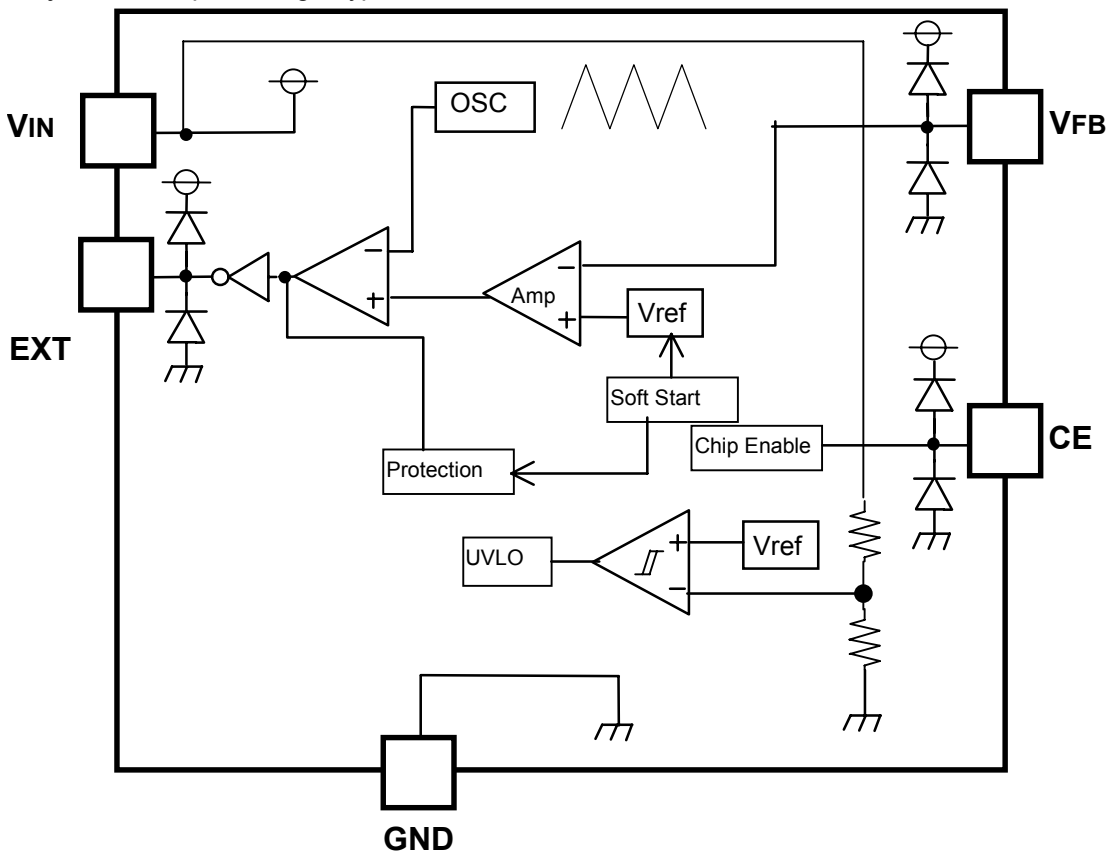 VIN
OSC
VFB
Amp
Vref
EXT
Soft Start
Chip Enable
CE
Protection
UVLO
Vref
GND